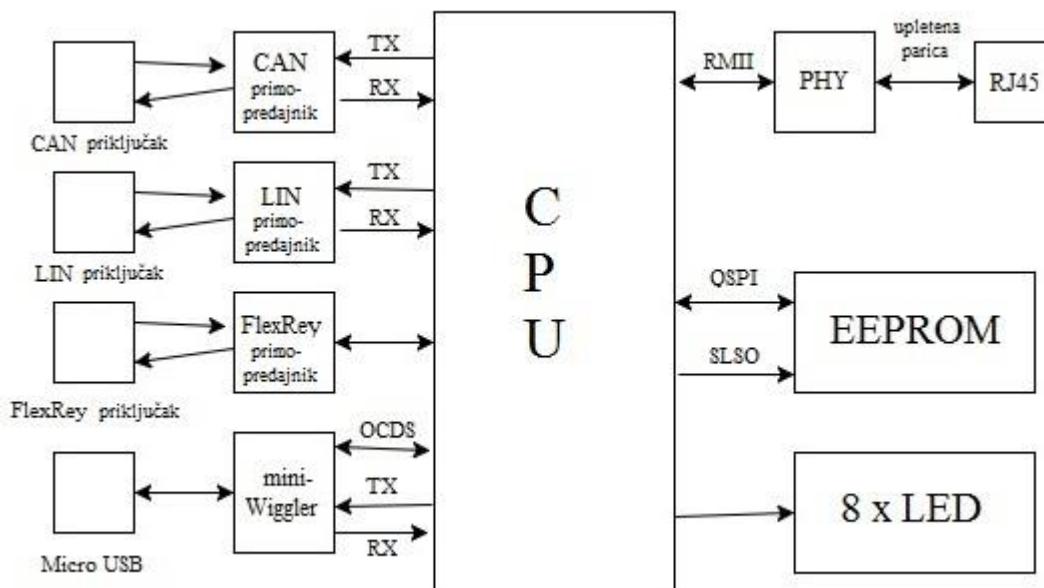 CAN
primo-
predajnik
TX
RX
CAN priključak
LIN
primo-
predajnik
TX
RX
LIN priključak
FlexRey
primo-
predajnik
FlexRey priključak
mini-
Wiggler
OCDS
TX
RX
Micro USB
C
P
U
RMII
PHY
upletena
parica
RJ45
QSPI
SLSO
EEPROM
8 x LED